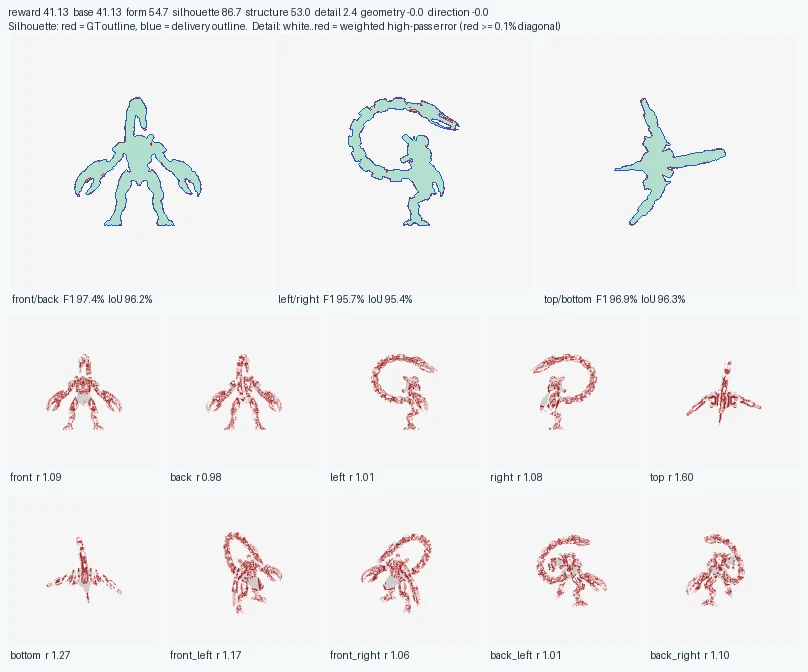 reward 41.13 base 41.13 form 54.7 silhouette 86.7 structure 53.0 detail 2.4 geometry -0.0 direction -0.0
Silhouette: red = GT outline, blue = delivery outline. Detail: white..red = weighted high-pass error (red >= 0.1% diagonal)
front/back F1 97.4% IoU 96.2%
left/right F1 95.7% IoU 95.4%
top/bottom F1 96.9% IoU 96.3%
front r 1.09
back r 0.98
left r 1.01
right r 1.08
top r 1.60
bottom r 1.27
front_left r 1.17
front_right r 1.06
back_left r 1.01
back_right r 1.10